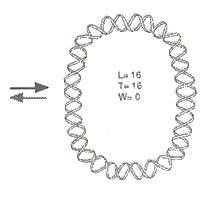 L= 16
T= 16
W= 0